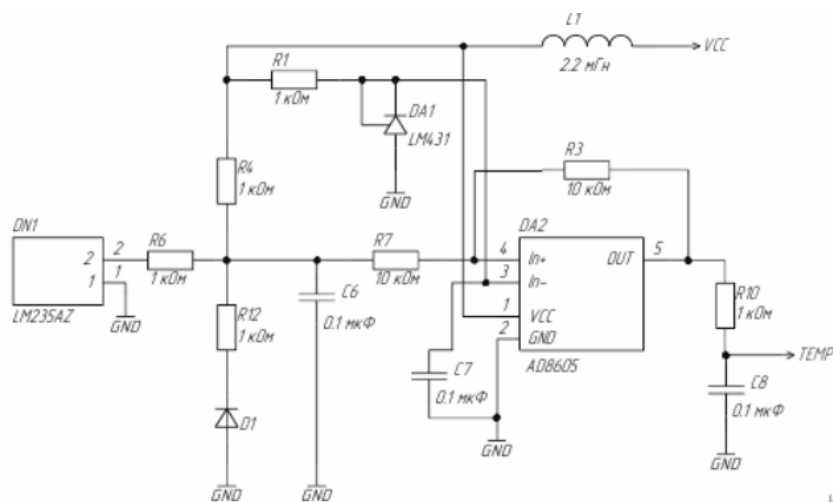 L1
2.2 мГн
VCC
R1
1 кОм
DA1
LM431
GND
R4
1 кОм
R3
10 кОм
DN1
2
1
LM235AZ
2
1
GND
R6
1 кОм
R7
10 кОм
DA2
4
3
1
2
In+
In-
VCC
GND
OUT
5
AD8605
R12
1 кОм
C6
0.1 мкФ
D1
GND
GND
C7
0.1 мкФ
GND
R10
1 кОм
TEMP
C8
0.1 мкФ
GND